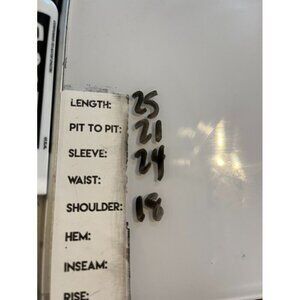 LENGTH: 25
PIT TO PIT: 21
SLEEVE: 24
WAIST:
SHOULDER: 18
HEM:
INSEAM:
RISE: